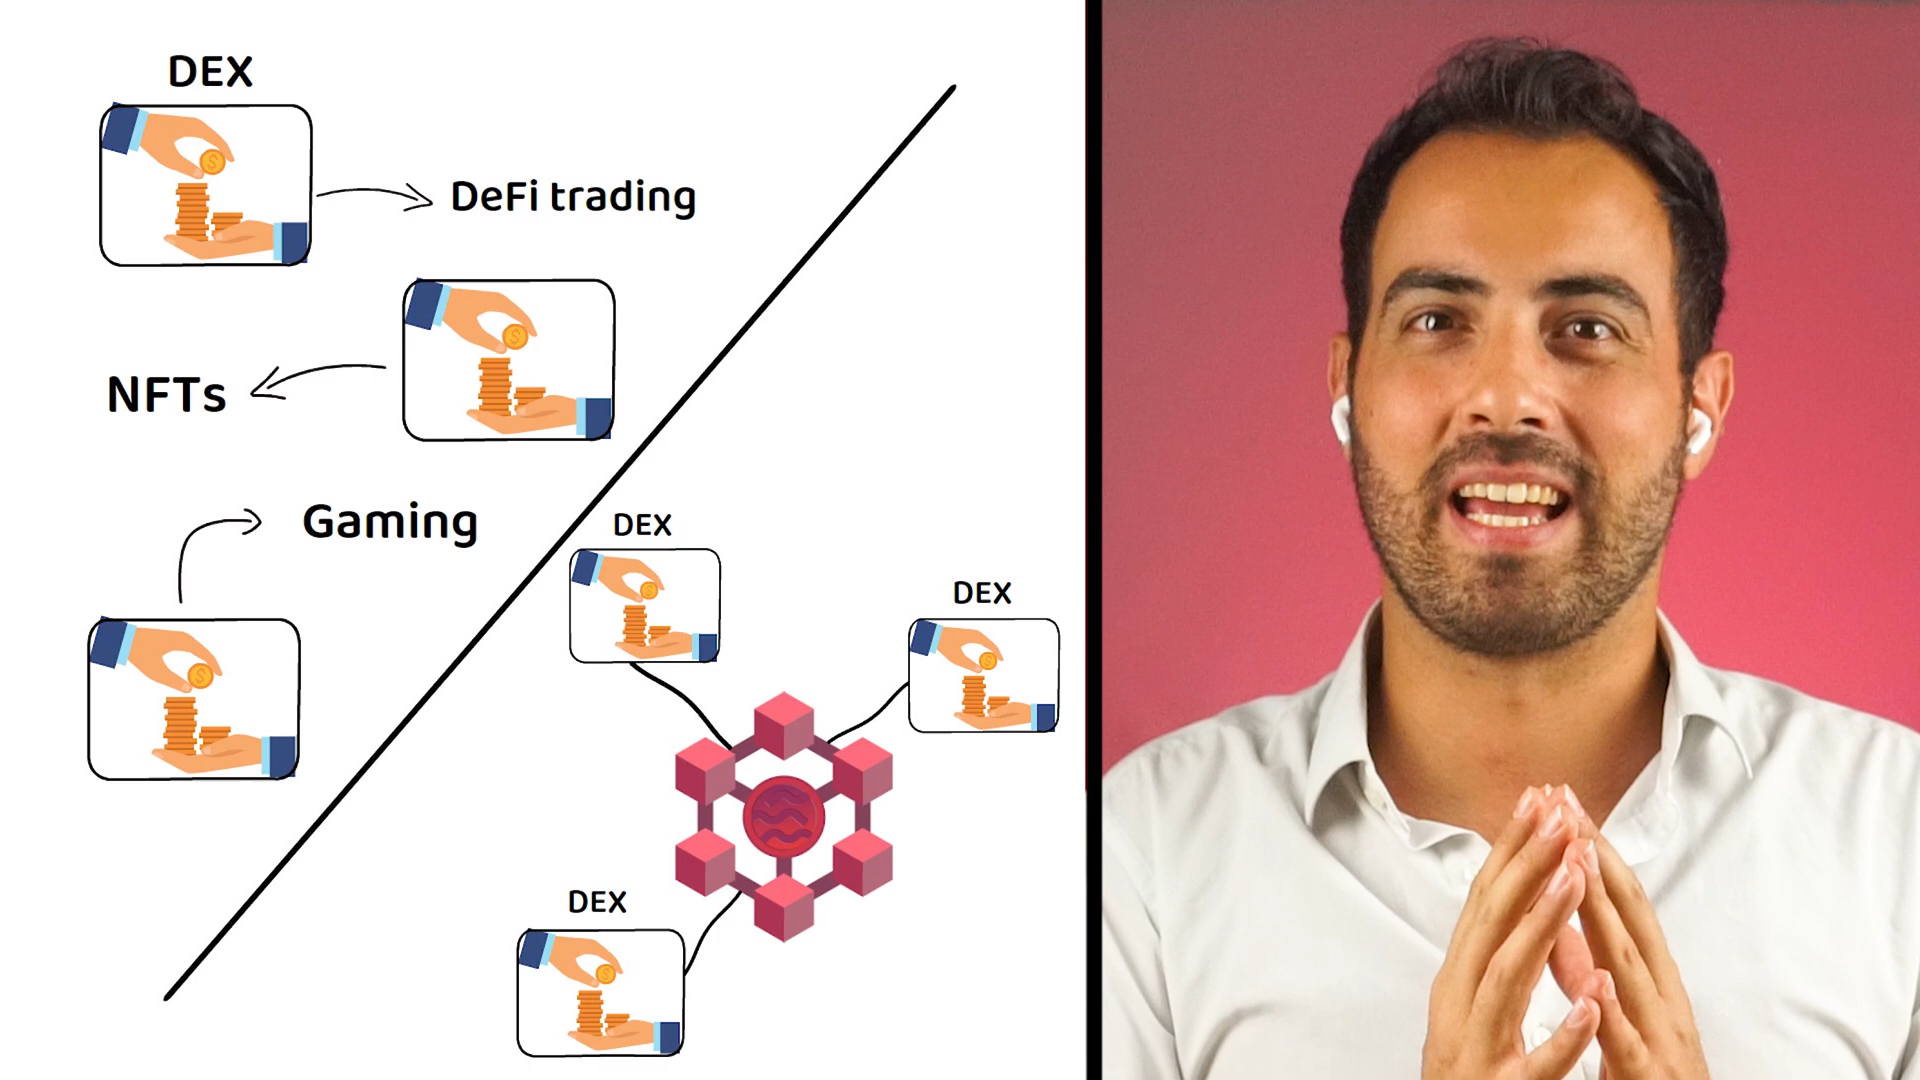 DEX
DeFi trading
NFTs
Gaming
DEX
DEX
DEX